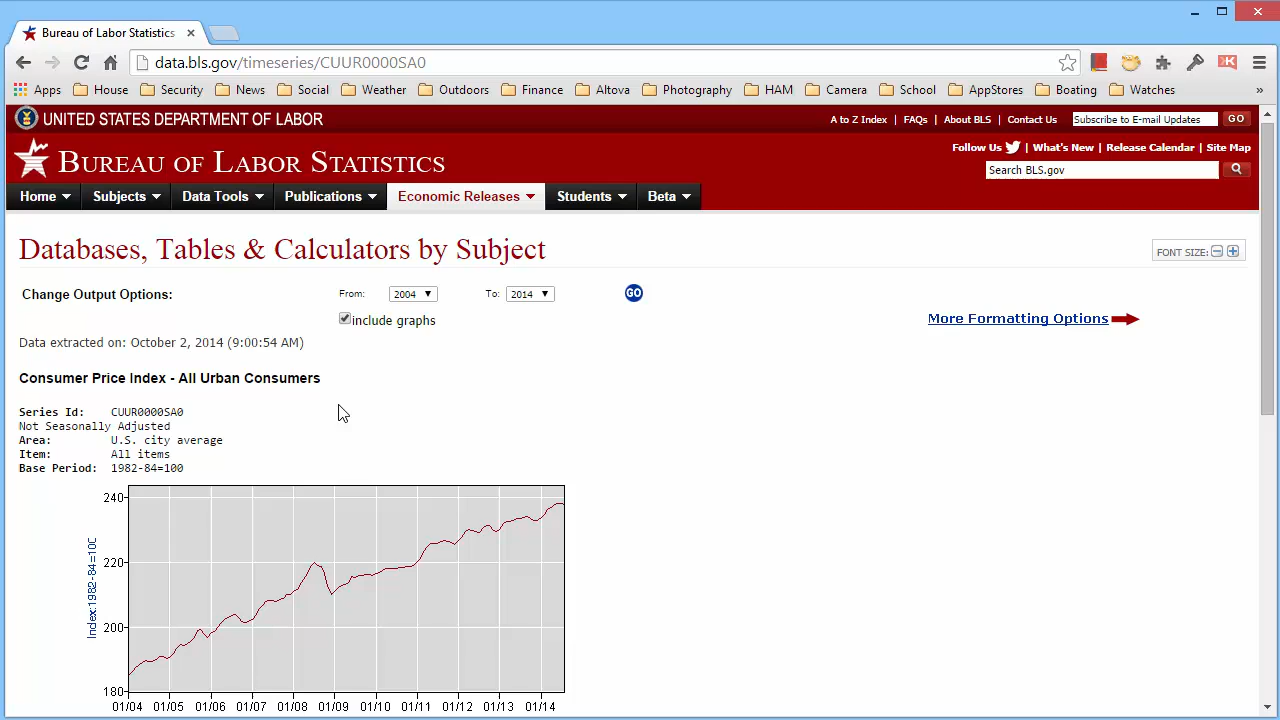 Bureau of Labor Statistics
data.bls.gov/timeseries/CUUR0000SA0
Apps House Security News Social Weather Outdoors Finance Altova Photography HAM Camera School AppStores Boating Watches »
UNITED STATES DEPARTMENT OF LABOR
A to Z Index | FAQs | About BLS | Contact Us Subscribe to E-mail Updates GO
Follow Us | What's New | Release Calendar | Site Map
BUREAU OF LABOR STATISTICS
Search BLS.gov
Home Subjects Data Tools Publications Economic Releases Students Beta
Databases, Tables & Calculators by Subject
FONT SIZE:
Change Output Options: From: 2004 To: 2014 GO
include graphs
More Formatting Options
Data extracted on: October 2, 2014 (9:00:54 AM)
Consumer Price Index - All Urban Consumers
Series Id: CUUR0000SA0
Not Seasonally Adjusted
Area: U.S. city average
Item: All items
Base Period: 1982-84=100
240
220
200
180
Index:1982-84=100
01/04 01/05 01/06 01/07 01/08 01/09 01/10 01/11 01/12 01/13 01/14